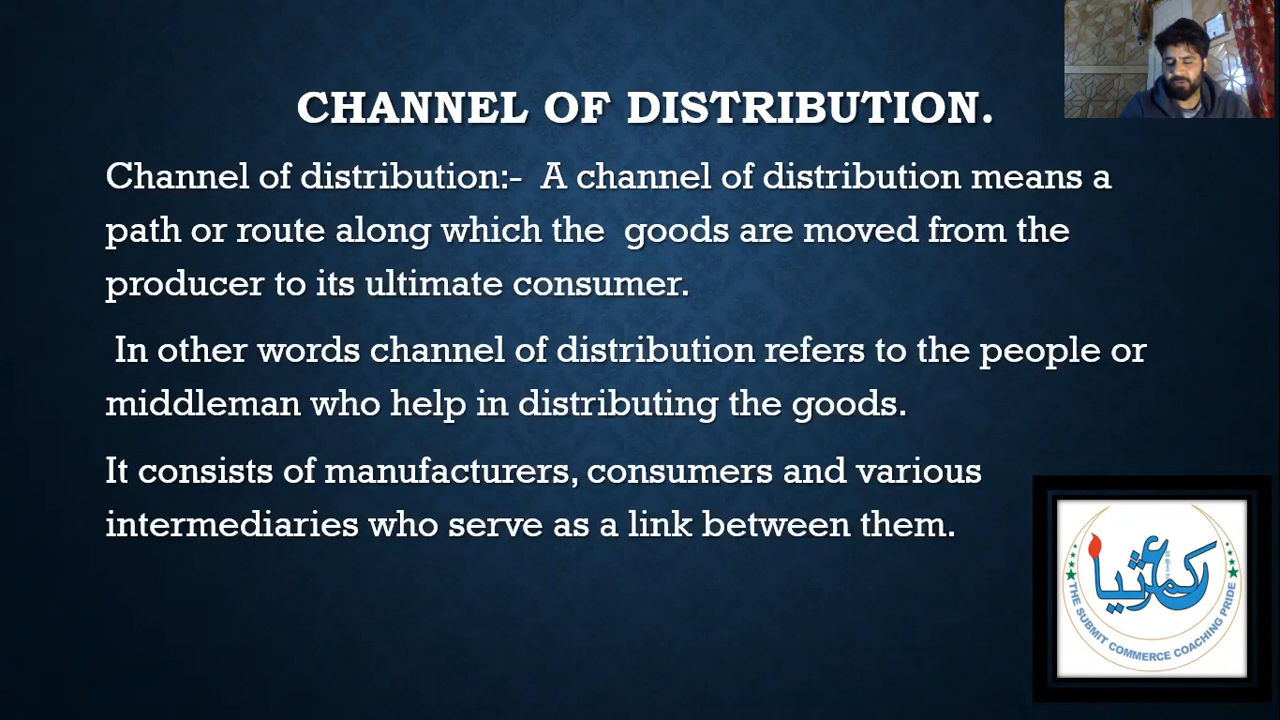 CHANNEL OF DISTRIBUTION.
Channel of distribution:- A channel of distribution means a
path or route along which the goods are moved from the
producer to its ultimate consumer.
In other words channel of distribution refers to the people or
middleman who help in distributing the goods.
It consists of manufacturers, consumers and various
intermediaries who serve as a link between them.
THE SUBMIT COMMERCE COACHING PRIDE